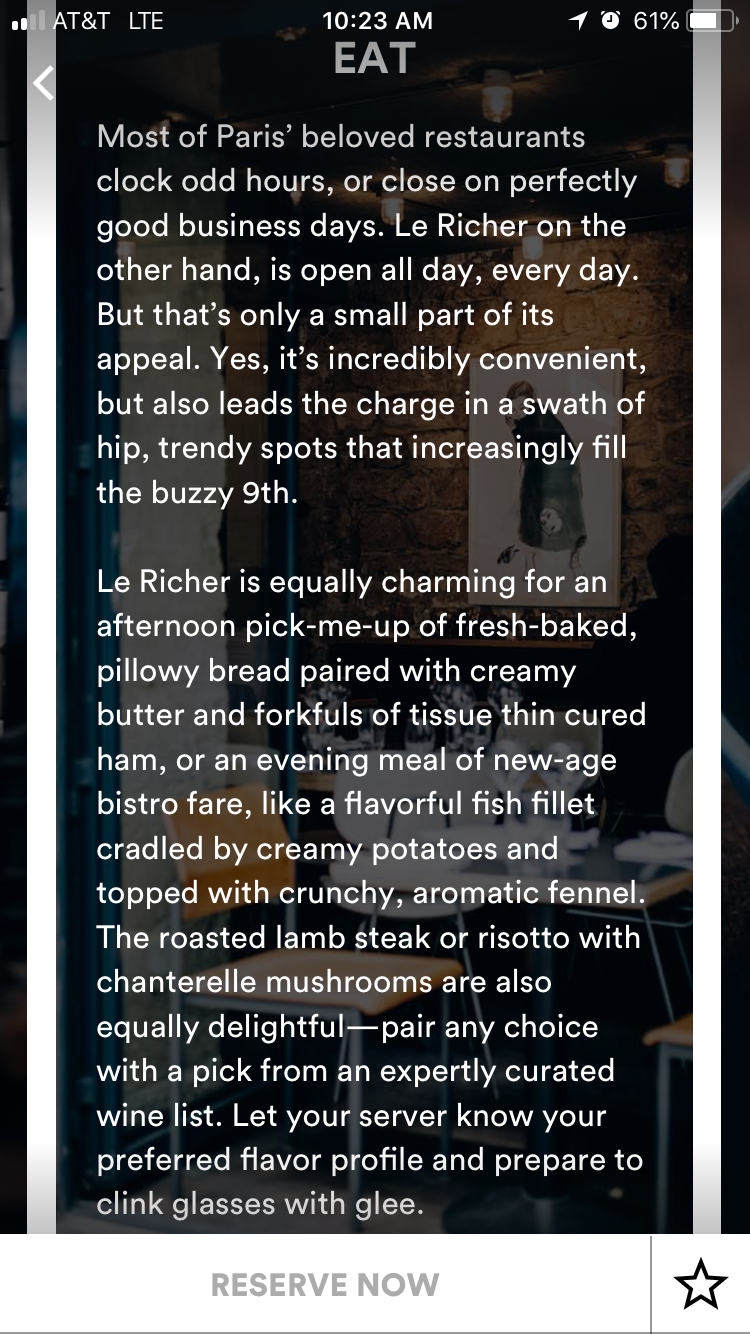 AT&T LTE 10:23 AM 61%
EAT
Most of Paris’ beloved restaurants
clock odd hours, or close on perfectly
good business days. Le Richer on the
other hand, is open all day, every day.
But that’s only a small part of its
appeal. Yes, it’s incredibly convenient,
but also leads the charge in a swath of
hip, trendy spots that increasingly fill
the buzzy 9th.
Le Richer is equally charming for an
afternoon pick-me-up of fresh-baked,
pillowy bread paired with creamy
butter and forkfuls of tissue thin cured
ham, or an evening meal of new-age
bistro fare, like a flavorful fish fillet
cradled by creamy potatoes and
topped with crunchy, aromatic fennel.
The roasted lamb steak or risotto with
chanterelle mushrooms are also
equally delightful—pair any choice
with a pick from an expertly curated
wine list. Let your server know your
preferred flavor profile and prepare to
clink glasses with glee.
RESERVE NOW